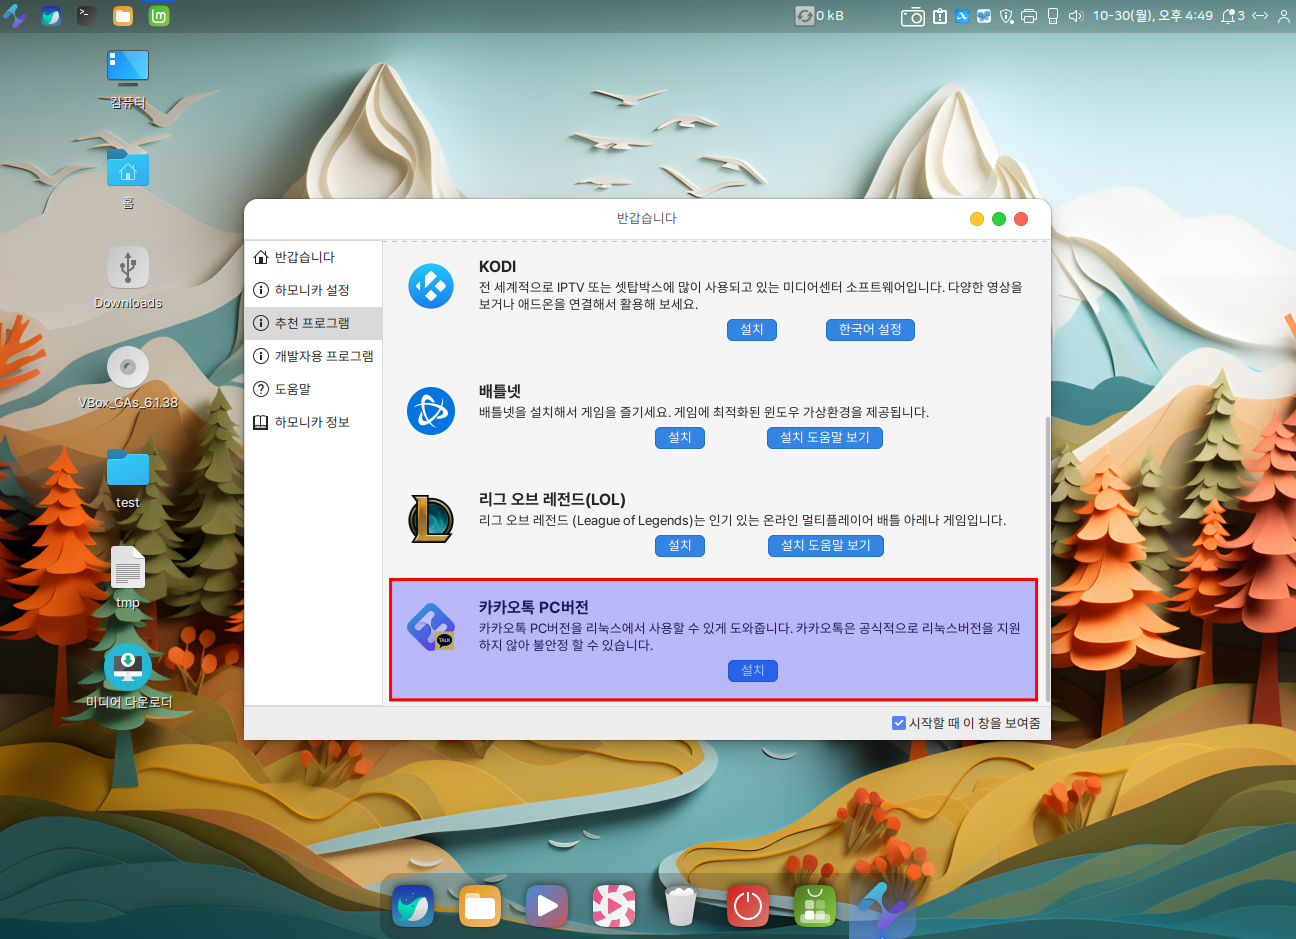 0 kB
10-30(월), 오후 4:49
3
컴퓨터
홈
Downloads
VBox_GAs_6.1.38
test
tmp
미디어 다운로더
반갑습니다
반갑습니다
하모니카 설정
추천 프로그램
개발자용 프로그램
도움말
하모니카 정보
KODI
전 세계적으로 IPTV 또는 셋탑박스에 많이 사용되고 있는 미디어센터 소프트웨어입니다. 다양한 영상을
보거나 애드온을 연결해서 활용해 보세요.
설치
한국어 설정
배틀넷
배틀넷을 설치해서 게임을 즐기세요. 게임에 최적화된 윈도우 가상환경을 제공됩니다.
설치
설치 도움말 보기
리그 오브 레전드(LOL)
리그 오브 레전드 (League of Legends)는 인기 있는 온라인 멀티플레이어 배틀 아레나 게임입니다.
설치
설치 도움말 보기
카카오톡 PC버전
카카오톡 PC버전을 리눅스에서 사용할 수 있게 도와줍니다. 카카오톡은 공식적으로 리눅스버전을 지원
하지 않아 불안정 할 수 있습니다.
TALK
설치
시작할 때 이 창을 보여줌